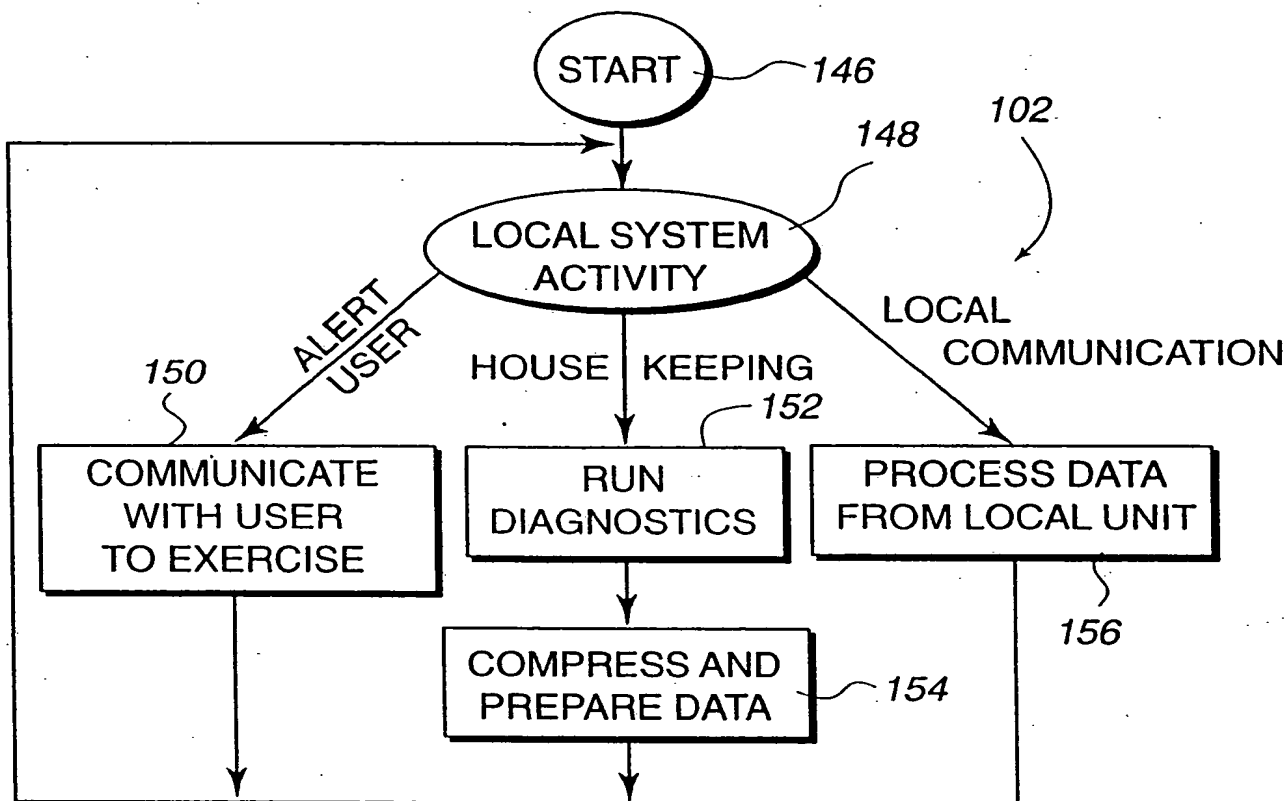 START
146
102
148
LOCAL SYSTEM
ACTIVITY
ALERT
USER
HOUSE KEEPING
LOCAL
COMMUNICATION
150
152
COMMUNICATE
WITH USER
TO EXERCISE
RUN
DIAGNOSTICS
PROCESS DATA
FROM LOCAL UNIT
156
COMPRESS AND
PREPARE DATA
154